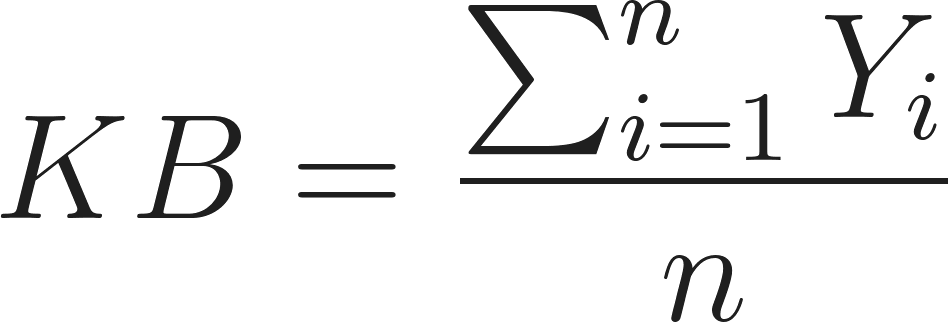 KB = \frac{\sum_{i=1}^{n} Y_i}{n}